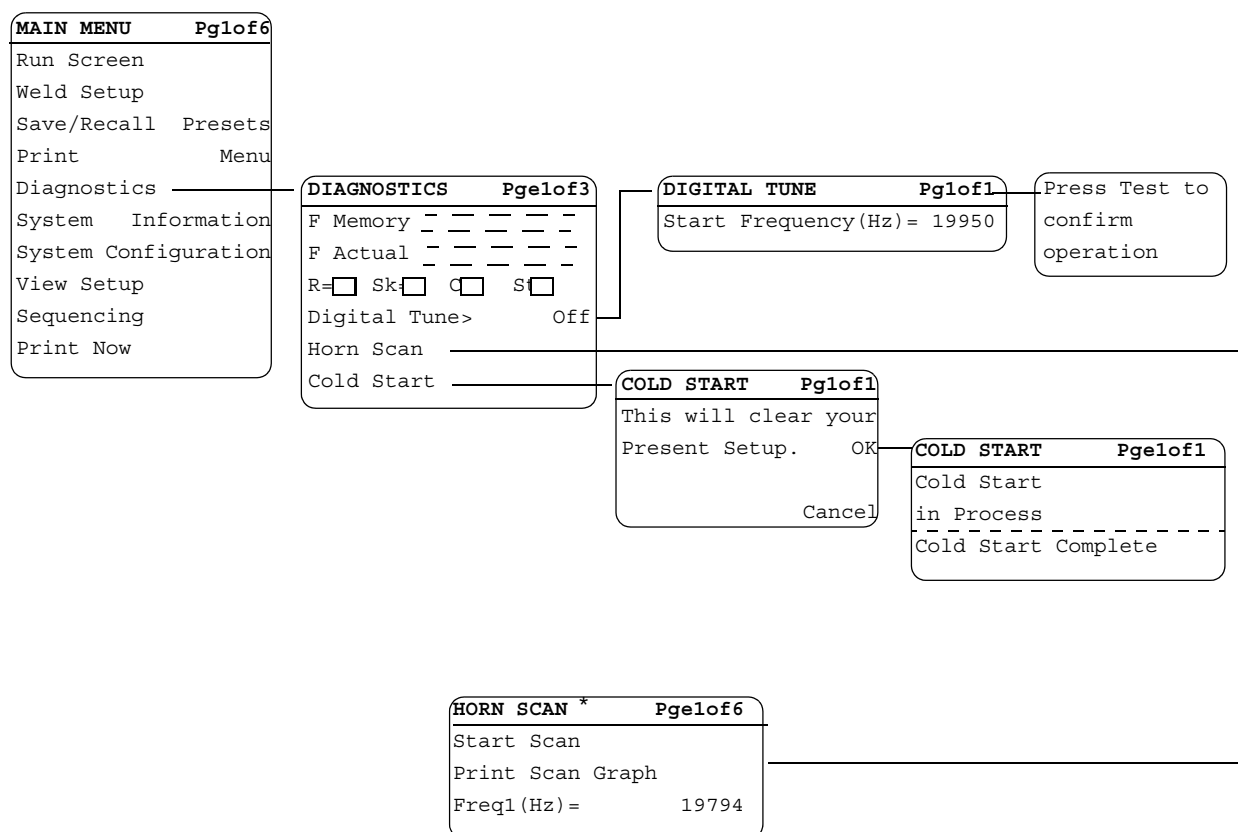 MAIN MENU Pg1of6
Run Screen
Weld Setup
Save/Recall Presets
Print Menu
Diagnostics
System Information
System Configuration
View Setup
Sequencing
Print Now
DIAGNOSTICS Pge1of3
F Memory
F Actual
R= Sk= C St
Digital Tune> Off
Horn Scan
Cold Start
DIGITAL TUNE Pg1of1
Start Frequency(Hz)= 19950
Press Test to
confirm
operation
COLD START Pg1of1
This will clear your
Present Setup. OK
Cancel
COLD START Pge1of1
Cold Start
in Process
Cold Start Complete
HORN SCAN * Pge1of6
Start Scan
Print Scan Graph
Freq1(Hz)= 19794